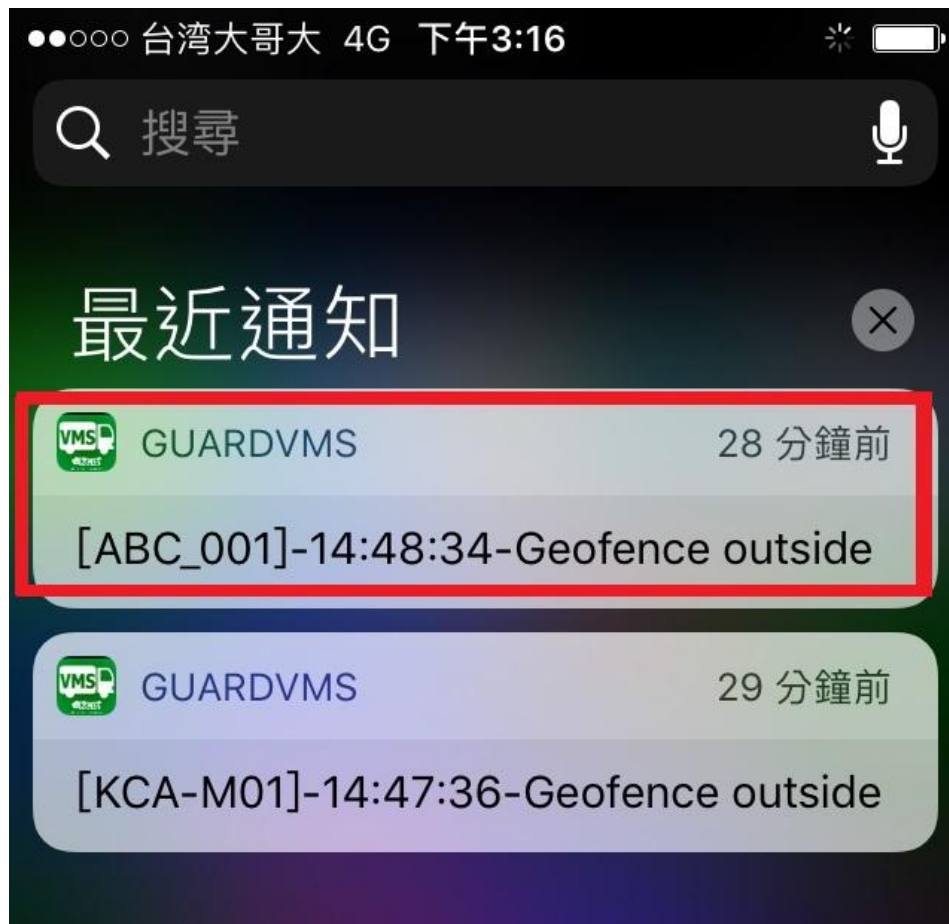 台湾大哥大 4G 下午3:16
搜尋
最近通知
VMS GUARDVMS 28 分鐘前
[ABC_001]-14:48:34-Geofence outside
VMS GUARDVMS 29 分鐘前
[KCA-M01]-14:47:36-Geofence outside